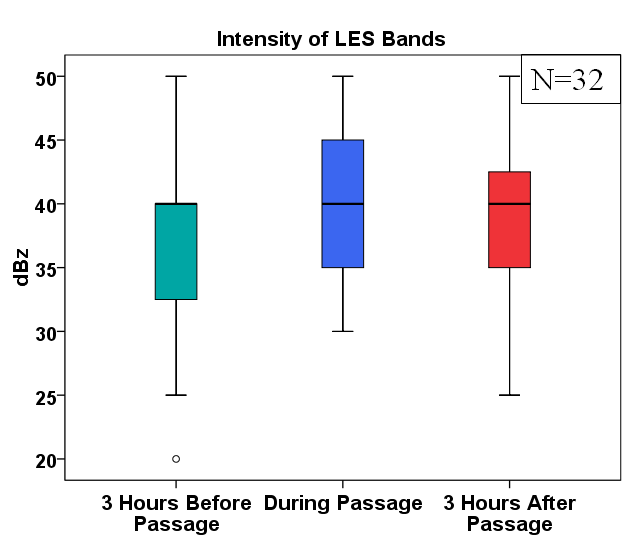 Intensity of LES Bands
N=32
50
45
40
35
30
25
20
dBz
3 Hours Before
Passage
During Passage
3 Hours After
Passage